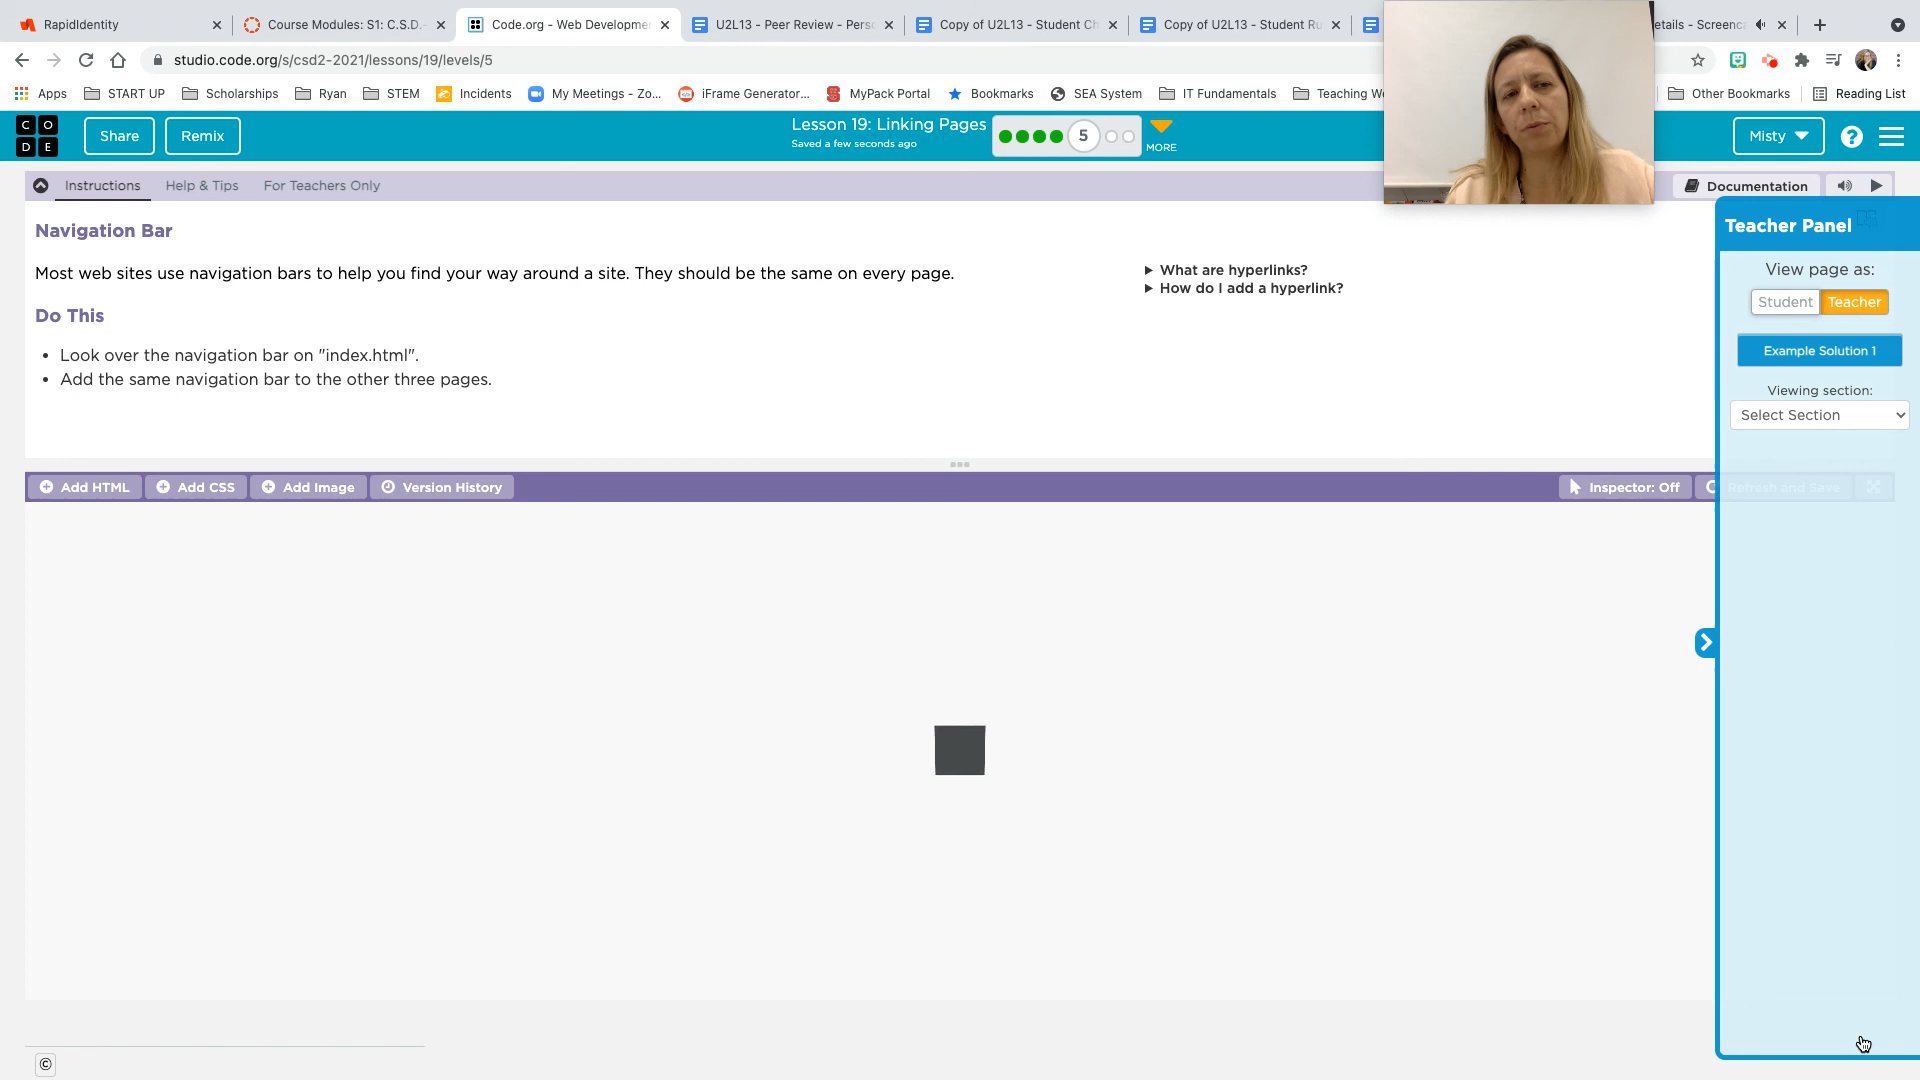 RapidIdentity
Course Modules: S1: C.S.D.-
Code.org - Web Developme
U2L13 - Peer Review - Pers
Copy of U2L13 - Student Ch
Copy of U2L13 - Student Ru
etails - Screenca
studio.code.org/s/csd2-2021/lessons/19/levels/5
Apps
START UP
Scholarships
Ryan
STEM
Incidents
My Meetings - Zo...
iFrame Generator...
MyPack Portal
Bookmarks
SEA System
IT Fundamentals
Teaching We
Other Bookmarks
Reading List
C O
D E
Share
Remix
Lesson 19: Linking Pages
Saved a few seconds ago
5
MORE
Misty
?
Instructions
Help & Tips
For Teachers Only
Documentation
Navigation Bar
Most web sites use navigation bars to help you find your way around a site. They should be the same on every page.
Do This
• Look over the navigation bar on "index.html".
• Add the same navigation bar to the other three pages.
What are hyperlinks?
How do I add a hyperlink?
Teacher Panel
View page as:
Student
Teacher
Example Solution 1
Viewing section:
Select Section
Add HTML
Add CSS
Add Image
Version History
Inspector: Off
Refresh and Save
©